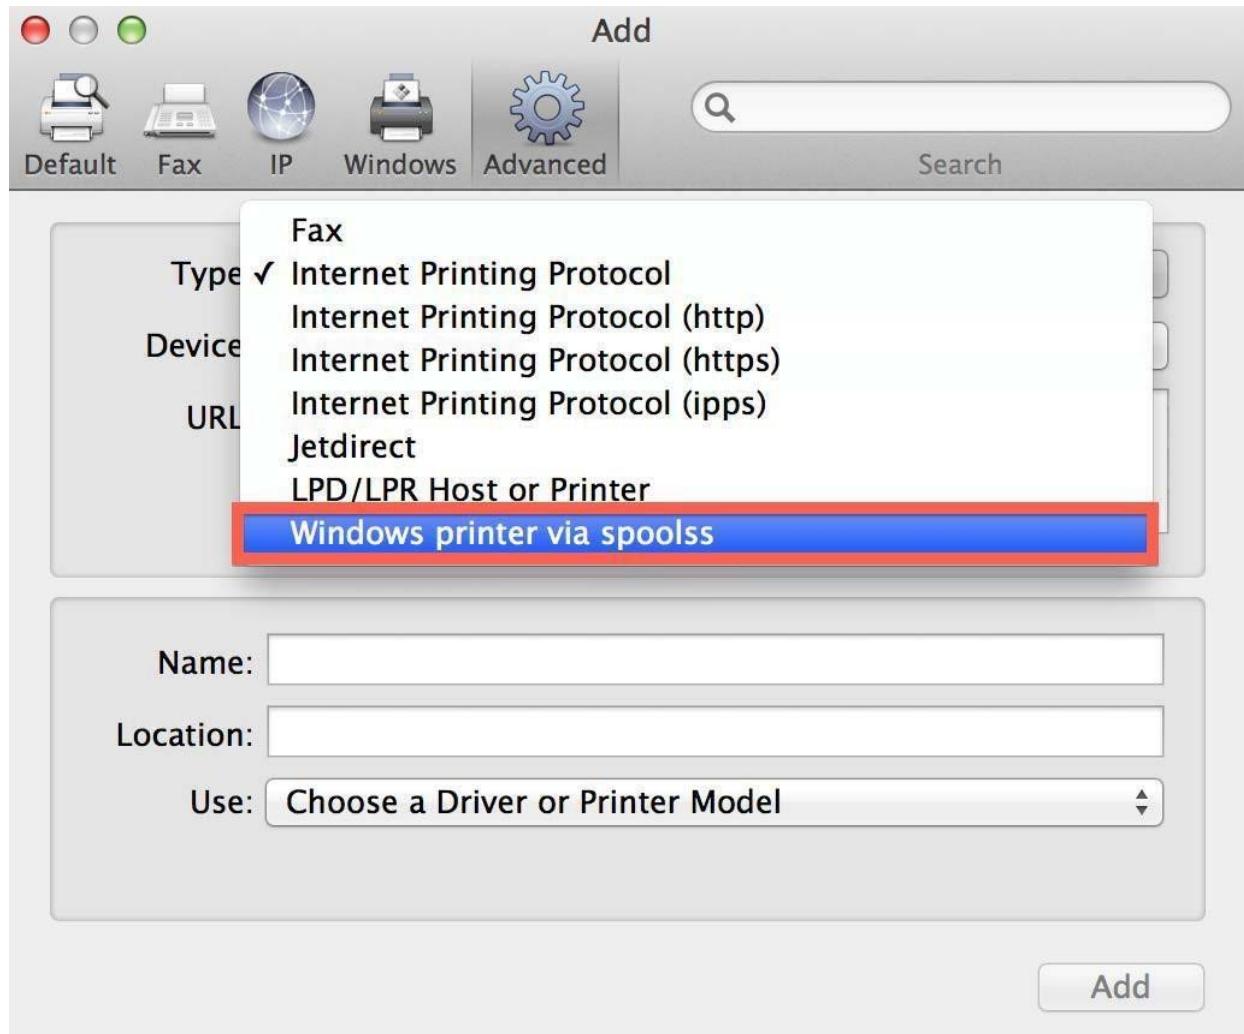 Add
Default Fax IP Windows Advanced Search
Fax
Type ✓ Internet Printing Protocol
Internet Printing Protocol (http)
Device
Internet Printing Protocol (https)
URL
Internet Printing Protocol (ipps)
Jetdirect
LPD/LPR Host or Printer
Windows printer via spoolss
Name:
Location:
Use: Choose a Driver or Printer Model
Add